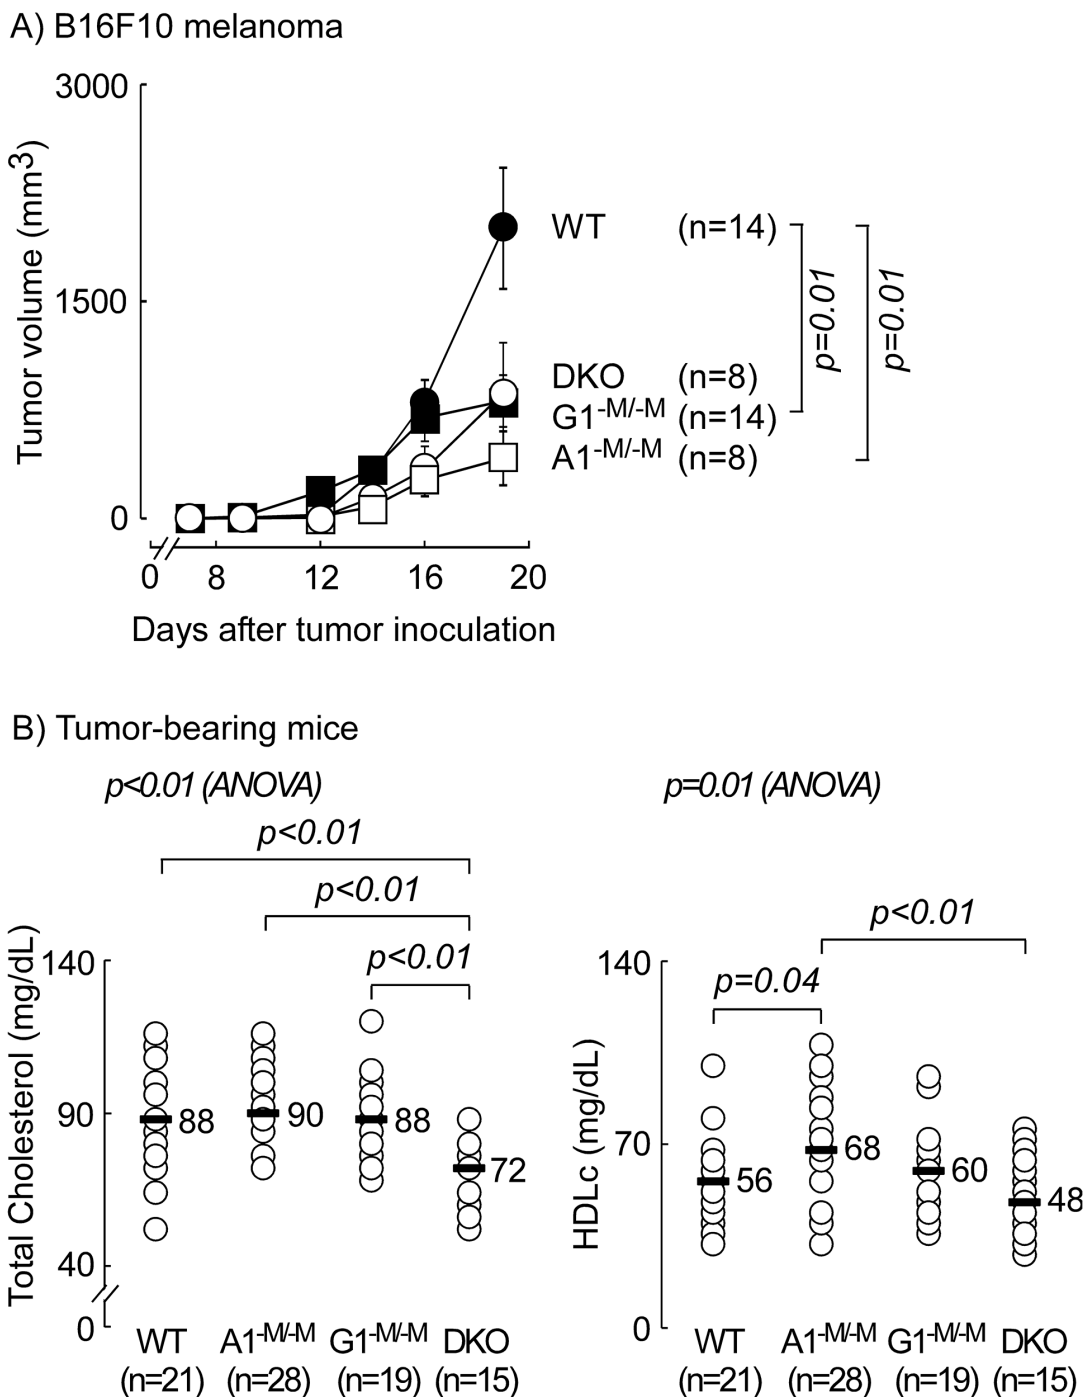 A) B16F10 melanoma
Tumor volume (mm3)
3000
1500
0
WT (n=14)
DKO (n=8)
G1-M/-M (n=14)
A1-M/-M (n=8)
p=0.01
p=0.01
0 8 12 16 20
Days after tumor inoculation
B) Tumor-bearing mice
p<0.01 (ANOVA)
p<0.01
p<0.01
p<0.01
Total Cholesterol (mg/dL)
140
90
40
0
88
90
88
72
WT A1-M/-M G1-M/-M DKO
(n=21) (n=28) (n=19) (n=15)
p=0.01 (ANOVA)
p<0.01
p=0.04
HDLc (mg/dL)
140
70
0
56
68
60
48
WT A1-M/-M G1-M/-M DKO
(n=21) (n=28) (n=19) (n=15)